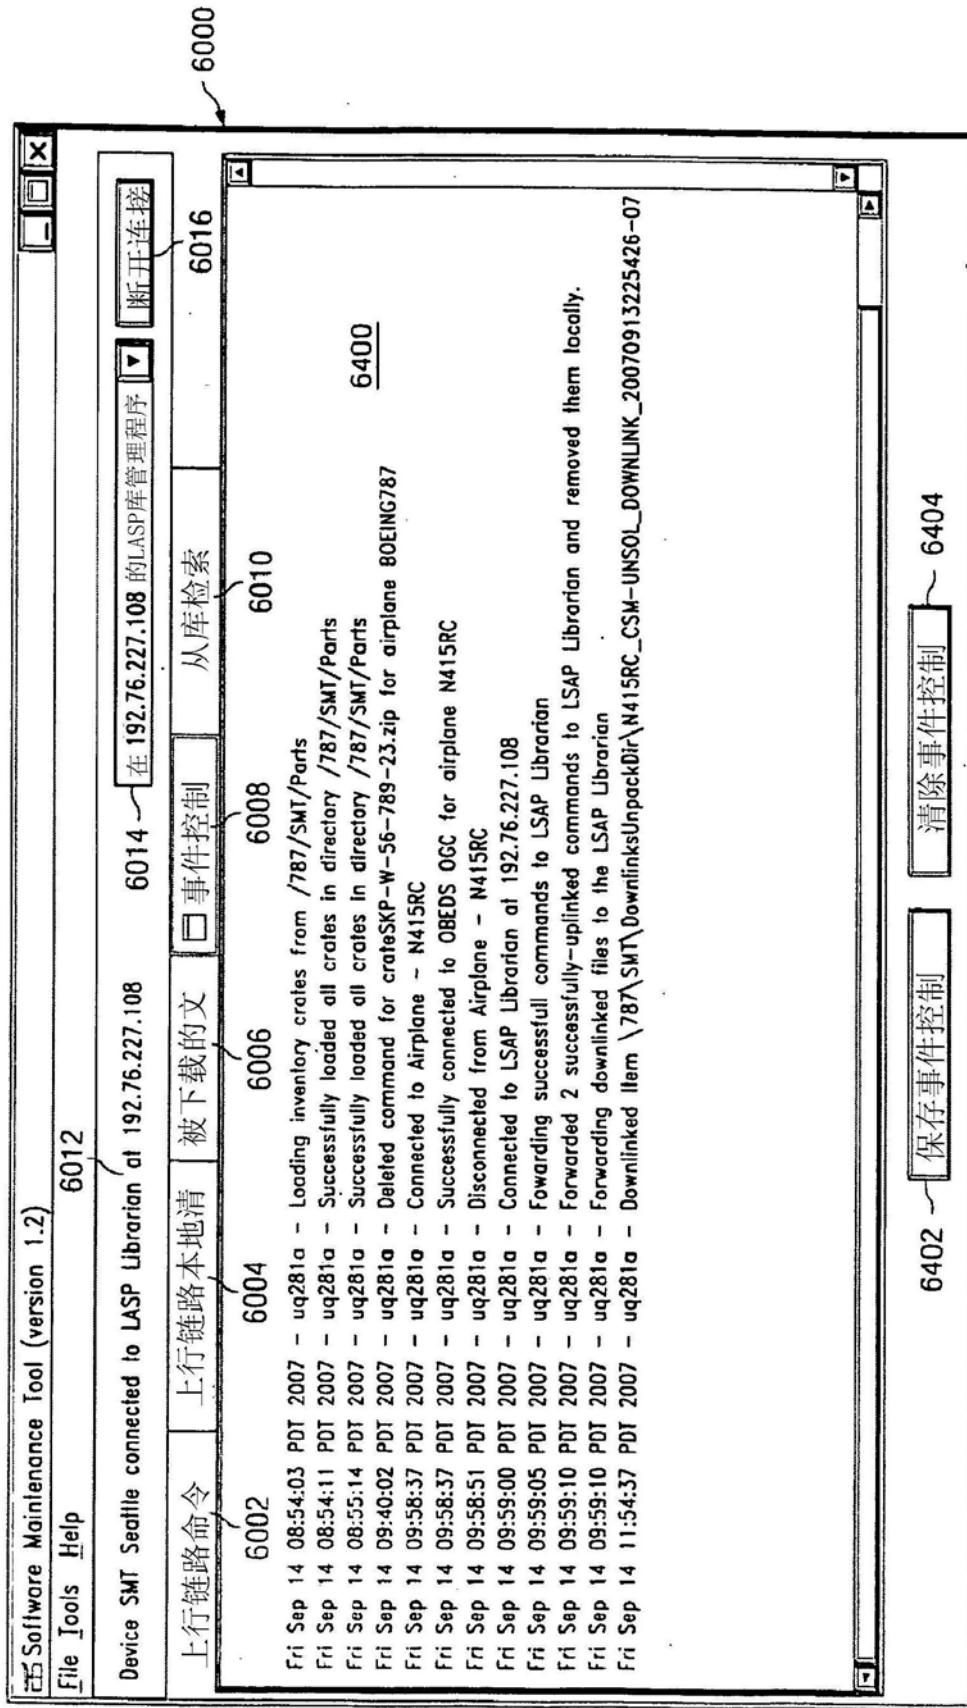 Software Maintenance Tool (version 1.2)
File Tools Help
6012
Device SMT Seattle connected to LASP Librarian at 192.76.227.108
6014
在 192.76.227.108 的LASP库管理程序
断开连接
6016
6000
上行链路命令
上行链路本地清
被下载的文
事件控制
从库检索
6002
6004
6006
6008
6010
6400
Fri Sep 14 08:54:03 PDT 2007 - uq281a - Loading inventory crates from /787/SMT/Parts
Fri Sep 14 08:54:11 PDT 2007 - uq281a - Successfully loaded all crates in directory /787/SMT/Parts
Fri Sep 14 08:55:14 PDT 2007 - uq281a - Successfully loaded all crates in directory /787/SMT/Parts
Fri Sep 14 09:40:02 PDT 2007 - uq281a - Deleted command for crateSKP-W-56-789-23.zip for airplane BOEING787
Fri Sep 14 09:58:37 PDT 2007 - uq281a - Connected to Airplane - N415RC
Fri Sep 14 09:58:37 PDT 2007 - uq281a - Successfully connected to OBEDS OGC for airplane N415RC
Fri Sep 14 09:58:51 PDT 2007 - uq281a - Disconnected from Airplane - N415RC
Fri Sep 14 09:59:00 PDT 2007 - uq281a - Connected to LSAP Librarian at 192.76.227.108
Fri Sep 14 09:59:05 PDT 2007 - uq281a - Fowarding successfull commands to LSAP Librarian
Fri Sep 14 09:59:10 PDT 2007 - uq281a - Forwarded 2 successfully-uplinked commands to LSAP Librarian and removed them locally.
Fri Sep 14 09:59:10 PDT 2007 - uq281a - Forwarding downlinked files to the LSAP Librarian
Fri Sep 14 11:54:37 PDT 2007 - uq281a - Downlinked Item \787\SMT\DownlinksUnpackDir\N415RC_CSM-UNSOL_DOWNLINK_20070913225426-07
6402
保存事件控制
清除事件控制
6404